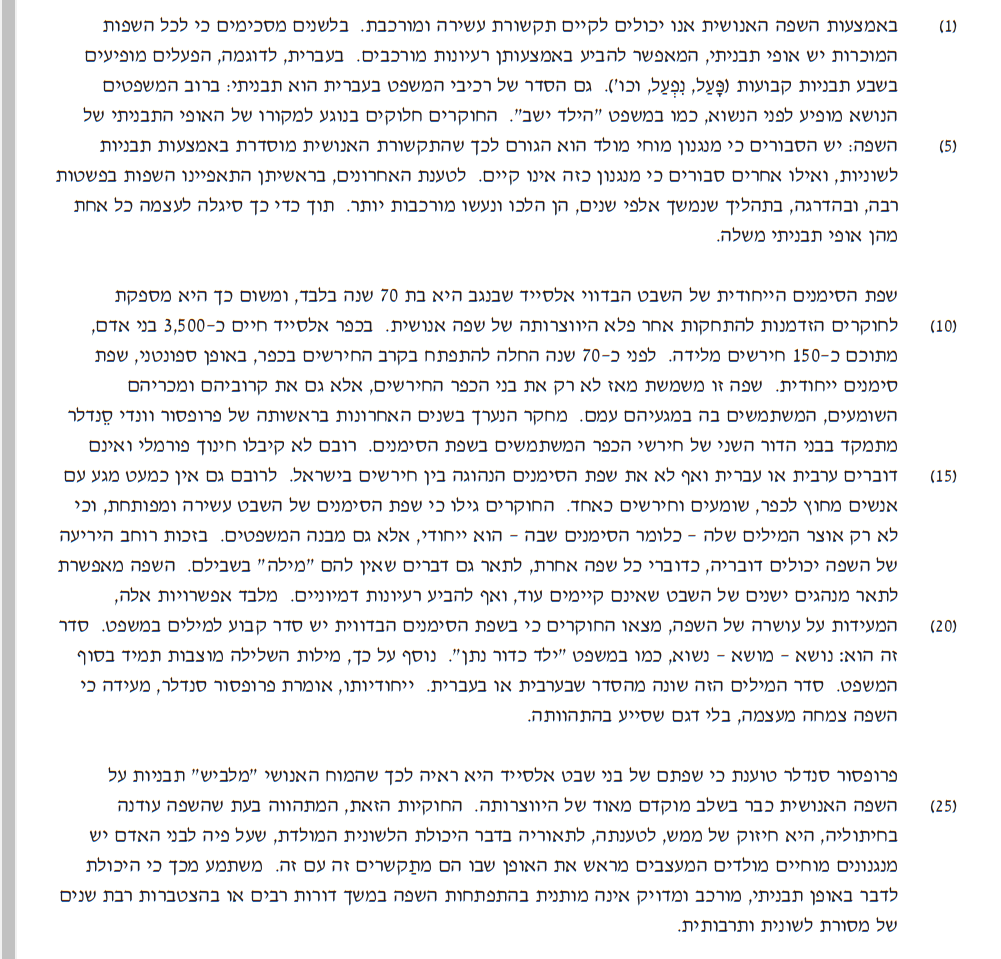 (1) באמצעות השפה האנושית אנו יכולים לקיים תקשורת עשירה ומורכבת. בלשנים מסכימים כי לכל השפות
המוכרות יש אופי תבניתי, המאפשר להביע באמצעותן רעיונות מורכבים. בעברית, לדוגמה, הפעלים מופיעים
בשבע תבניות קבועות (פָּעַל, נִפְעַל, וכו'). גם הסדר של רכיבי המשפט בעברית הוא תבניתי: ברוב המשפטים
הנושא מופיע לפני הנשוא, כמו במשפט "הילד ישב". החוקרים חלוקים בנוגע למקורו של האופי התבניתי של
(5) השפה: יש הסבורים כי מנגנון מוחי מולד הוא הגורם לכך שהתקשורת האנושית מוסדרת באמצעות תבניות
לשוניות, ואילו אחרים סבורים כי מנגנון כזה אינו קיים. לטענת האחרונים, בראשיתן התאפיינו השפות בפשטות
רבה, ובהדרגה, בתהליך שנמשך אלפי שנים, הן הלכו ונעשו מורכבות יותר. תוך כדי כך סיגלה לעצמה כל אחת
מהן אופי תבניתי משלה.
שפת הסימנים הייחודית של השבט הבדווי אלסייד שבנגב היא בת 70 שנה בלבד, ומשום כך היא מספקת
(10) לחוקרים הזדמנות להתחקות אחר פלא היווצרותה של שפה אנושית. בכפר אלסייד חיים כ-3,500 בני אדם,
מתוכם כ-150 חירשים מלידה. לפני כ-70 שנה החלה להתפתח בקרב החירשים בכפר, באופן ספונטני, שפת
סימנים ייחודית. שפה זו משמשת מאז לא רק את בני הכפר החירשים, אלא גם את קרוביהם ומכריהם
השומעים, המשתמשים בה במגעיהם עמם. מחקר הנערך בשנים האחרונות בראשותה של פרופסור וונדי סֶנדלר
מתמקד בבני הדור השני של חירשי הכפר המשתמשים בשפת הסימנים. רובם לא קיבלו חינוך פורמלי ואינם
(15) דוברים ערבית או עברית ואף לא את שפת הסימנים הנהוגה בין חירשים בישראל. לרובם גם אין כמעט מגע עם
אנשים מחוץ לכפר, שומעים וחירשים כאחד. החוקרים גילו כי שפת הסימנים של השבט עשירה ומפותחת, וכי
לא רק אוצר המילים שלה – כלומר הסימנים שבה – הוא ייחודי, אלא גם מבנה המשפטים. בזכות רוחב היריעה
של השפה יכולים דובריה, כדוברי כל שפה אחרת, לתאר גם דברים שאין להם "מילה" בשבילם. השפה מאפשרת
לתאר מנהגים ישנים של השבט שאינם קיימים עוד, ואף להביע רעיונות דמיוניים. מלבד אפשרויות אלה,
(20) המעידות על עושרה של השפה, מצאו החוקרים כי בשפת הסימנים הבדווית יש סדר קבוע למילים במשפט. סדר
זה הוא: נושא – מושא – נשוא, כמו במשפט "ילד כדור נתן". נוסף על כך, מילות השלילה מוצבות תמיד בסוף
המשפט. סדר המילים הזה שונה מהסדר שבערבית או בעברית. ייחודיותו, אומרת פרופסור סנדלר, מעידה כי
השפה צמחה מעצמה, בלי דגם שסייע בהתהוותה.
פרופסור סנדלר טוענת כי שפתם של בני שבט אלסייד היא ראיה לכך שהמוח האנושי "מלביש" תבניות על
(25) השפה האנושית כבר בשלב מוקדם מאוד של היווצרותה. החוקיות הזאת, המתהווה בעת שהשפה עודנה
בחיתוליה, היא חיזוק של ממש, לטענתה, לתאוריה בדבר היכולת הלשונית המולדת, שעל פיה לבני האדם יש
מנגנונים מוחיים מולדים המעצבים מראש את האופן שבו הם מתַקשרים זה עם זה. משתמע מכך כי היכולת
לדבר באופן תבניתי, מורכב ומדויק אינה מותנית בהתפתחות השפה במשך דורות רבים או בהצטברות רבת שנים
של מסורת לשונית ותרבותית.